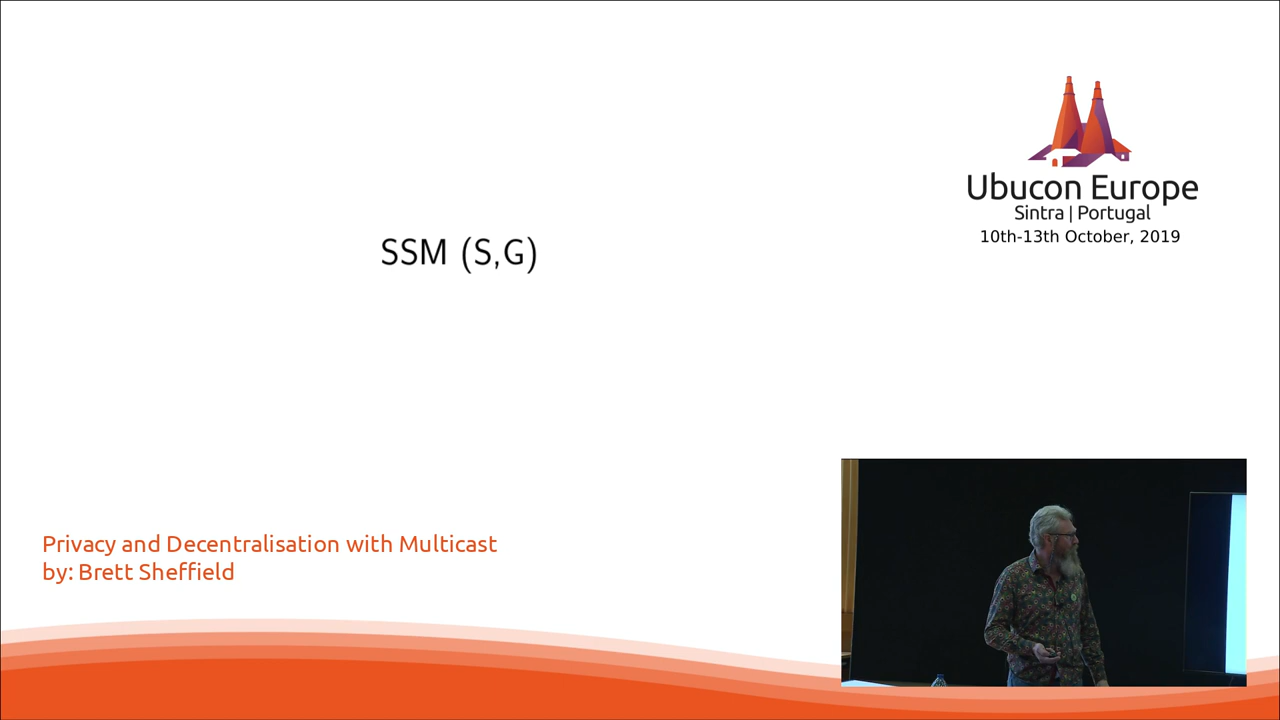 SSM (S,G)
Ubucon Europe
Sintra | Portugal
10th-13th October, 2019
Privacy and Decentralisation with Multicast
by: Brett Sheffield